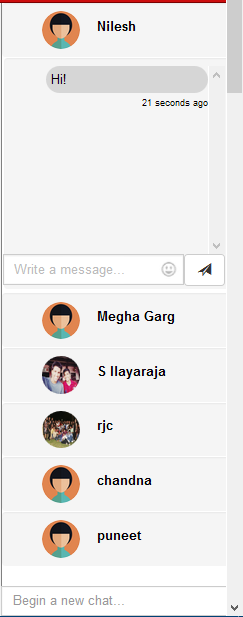 Nilesh
Hi!
21 seconds ago
Write a message...
Megha Garg
S Ilayaraja
rjc
chandna
puneet
Begin a new chat...